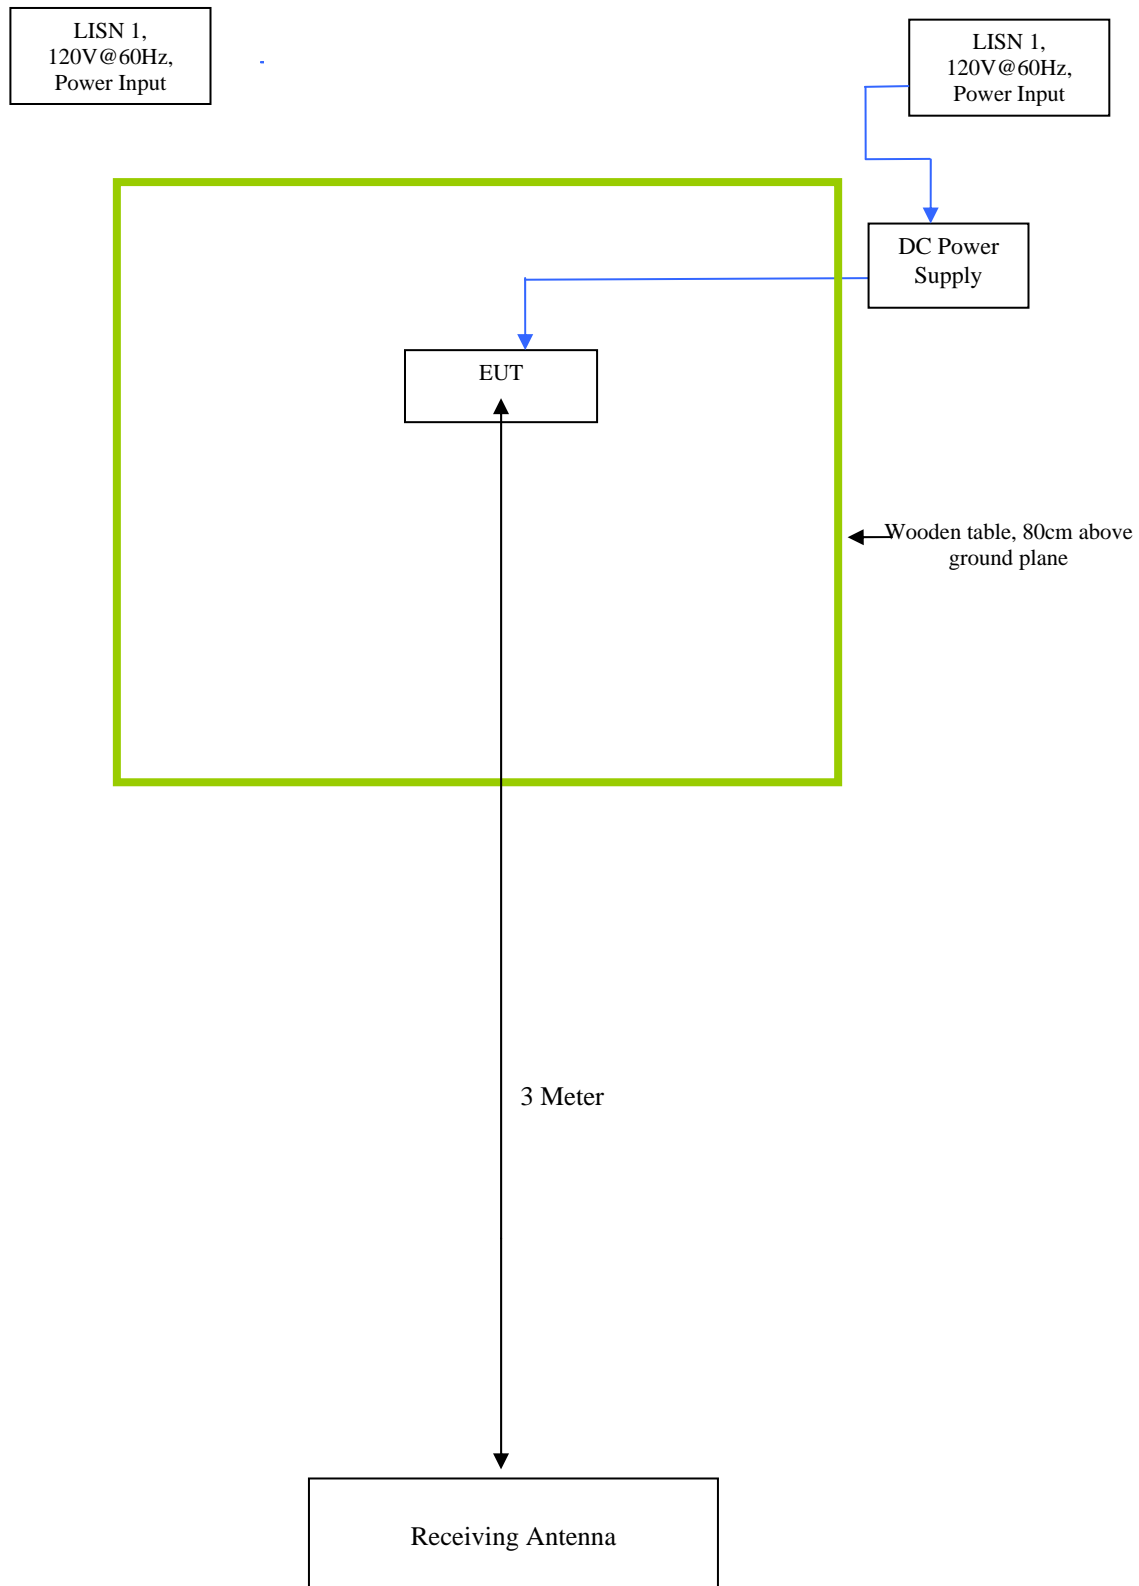 LISN 1,
120V@60Hz,
Power Input
LISN 1,
120V@60Hz,
Power Input
DC Power
Supply
EUT
Wooden table, 80cm above
ground plane
3 Meter
Receiving Antenna